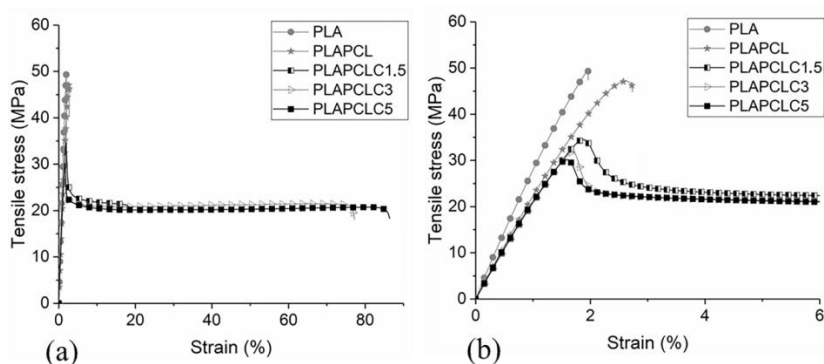 60
50
40
30
20
10
0
Tensile stress (MPa)
PLA
PLAPCL
PLAPCLC1.5
PLAPCLC3
PLAPCLC5
0 20 40 60 80
Strain (%)
(a)
60
50
40
30
20
10
0
Tensile stress (MPa)
PLA
PLAPCL
PLAPCLC1.5
PLAPCLC3
PLAPCLC5
0 2 4 6
Strain (%)
(b)